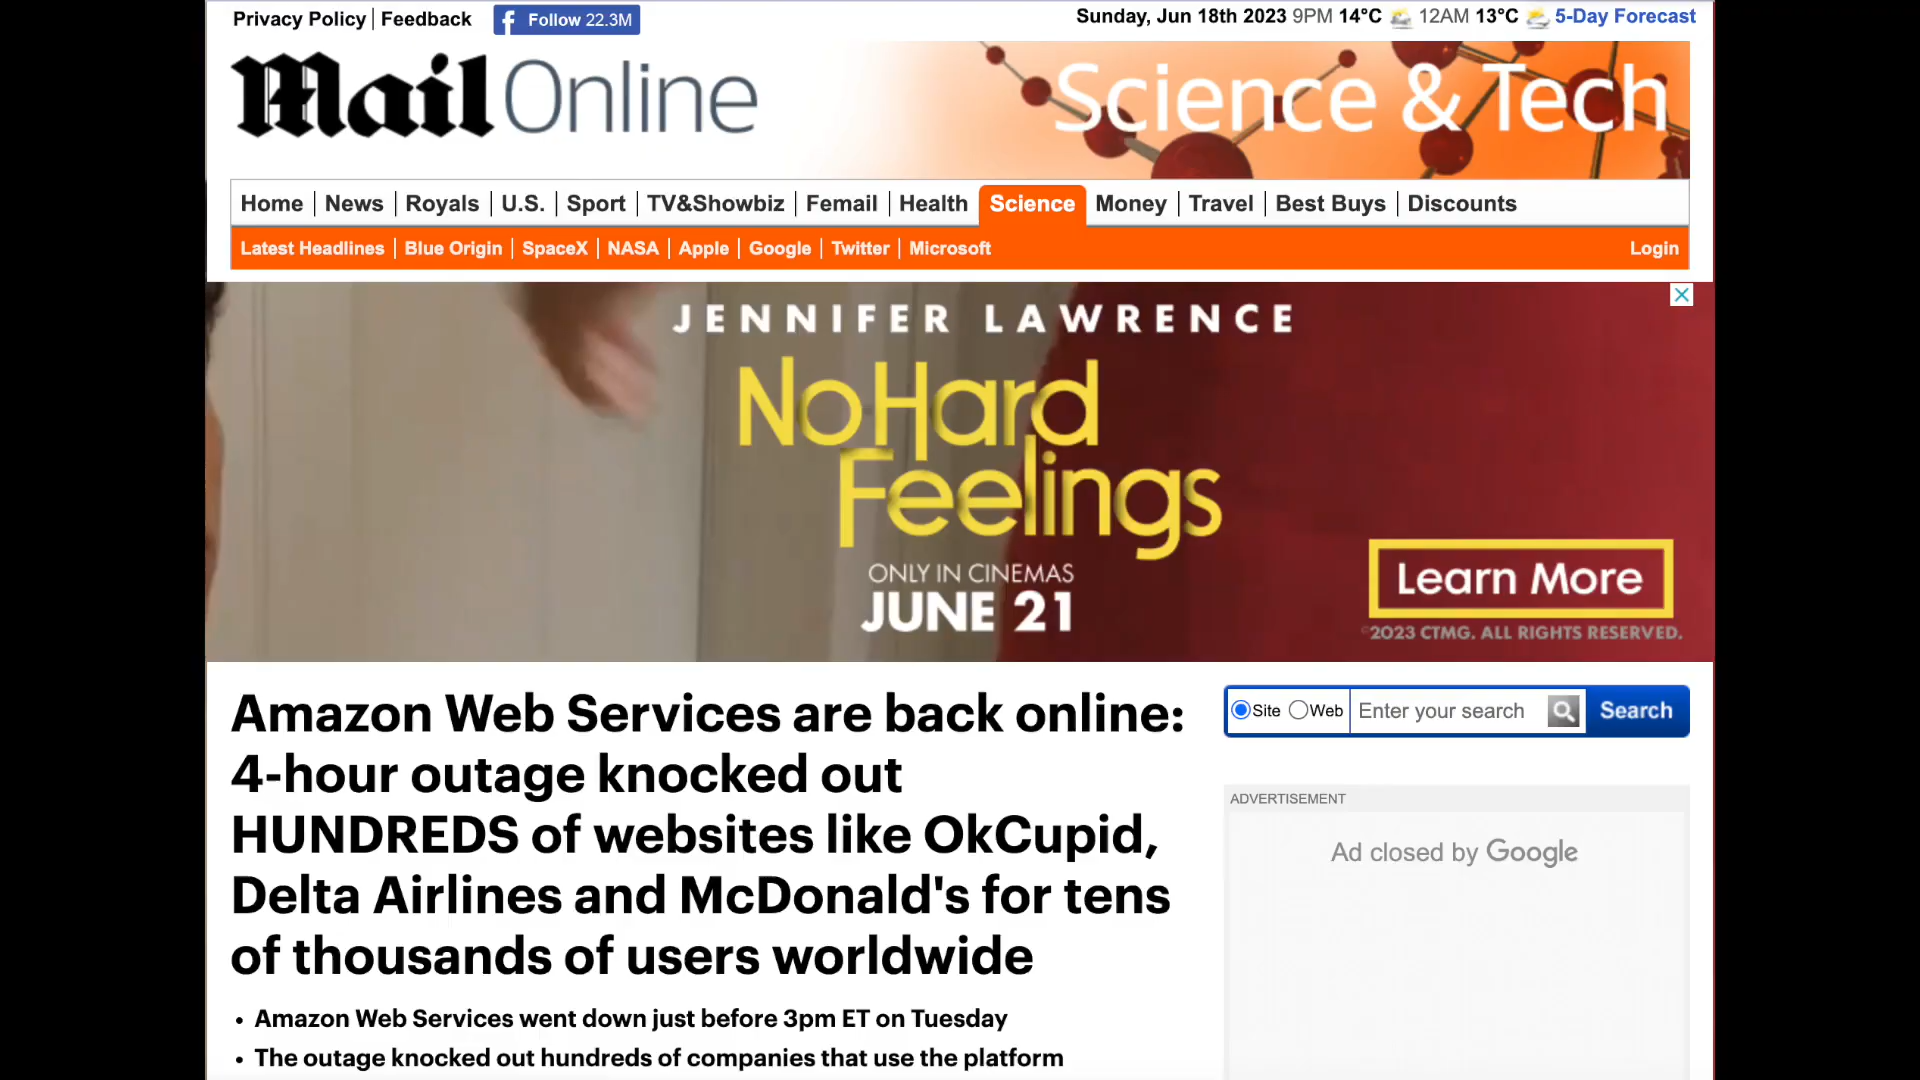 Privacy Policy | Feedback
Follow 22.3M
Sunday, Jun 18th 2023 9PM 14°C 12AM 13°C 5-Day Forecast
Mail Online
Science & Tech
Home | News | Royals | U.S. | Sport | TV&Showbiz | Femail | Health | Science | Money | Travel | Best Buys | Discounts
Latest Headlines | Blue Origin | SpaceX | NASA | Apple | Google | Twitter | Microsoft
Login
JENNIFER LAWRENCE
No Hard
Feelings
ONLY IN CINEMAS
JUNE 21
Learn More
©2023 CTMG. ALL RIGHTS RESERVED.
Amazon Web Services are back online:
4-hour outage knocked out
HUNDREDS of websites like OkCupid,
Delta Airlines and McDonald's for tens
of thousands of users worldwide
• Amazon Web Services went down just before 3pm ET on Tuesday
• The outage knocked out hundreds of companies that use the platform
Site Web Enter your search Search
ADVERTISEMENT
Ad closed by Google